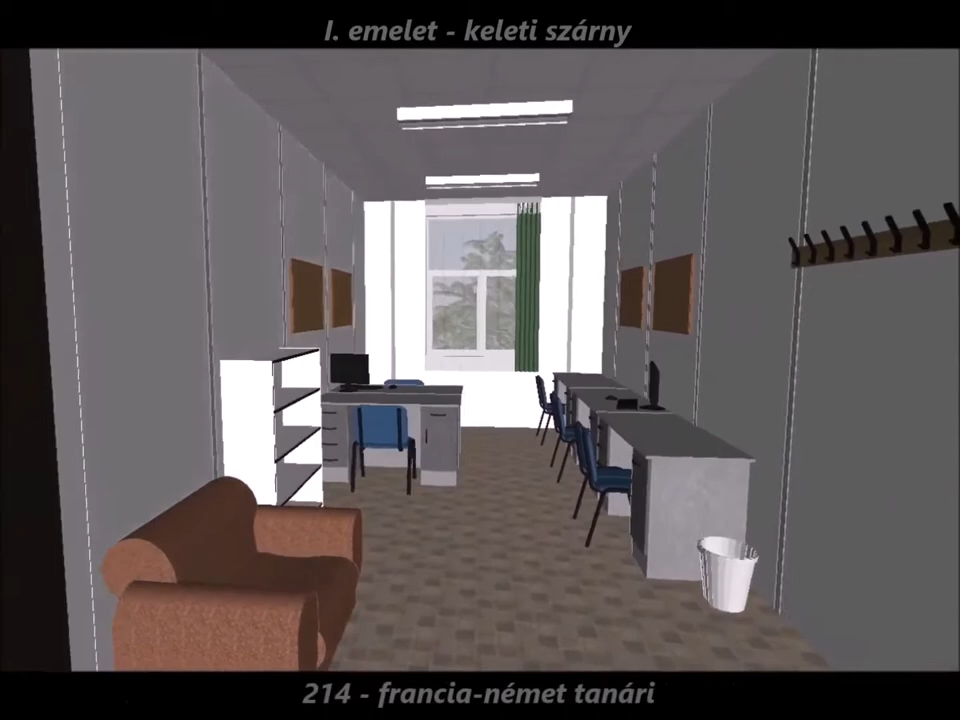 I. emelet - keleti szárny
214 - francia-német tanári